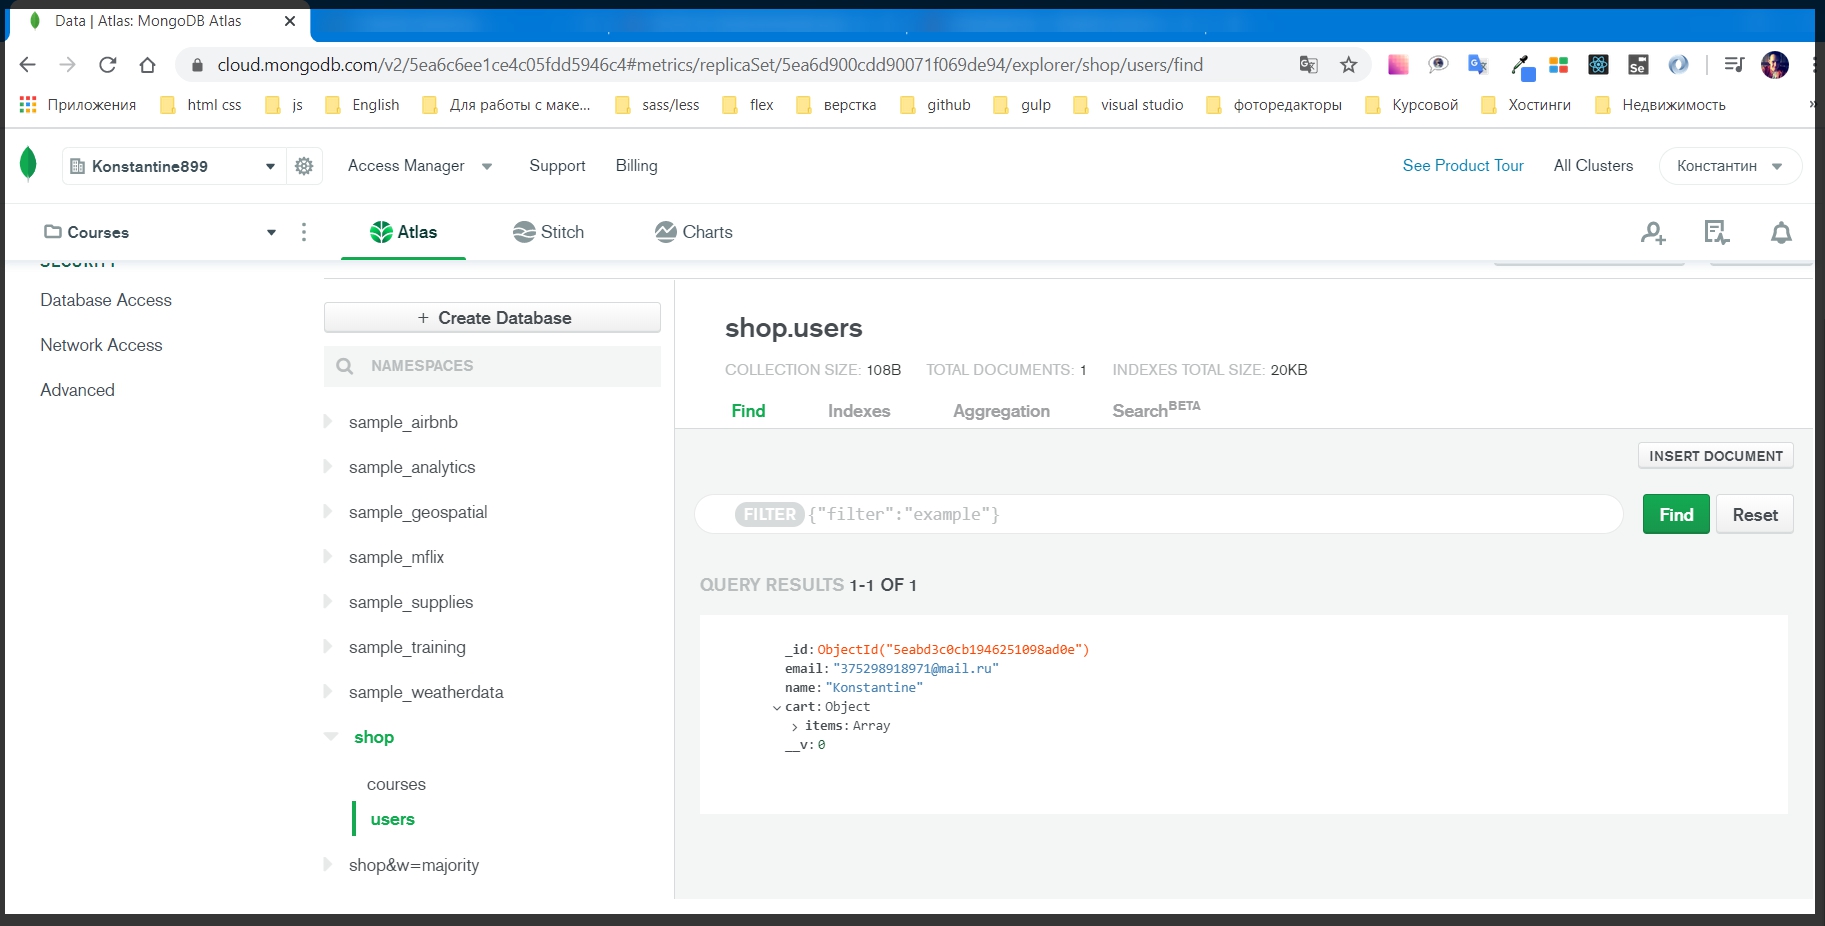 Data | Atlas: MongoDB Atlas
cloud.mongodb.com/v2/5ea6c6ee1ce4c05fdd5946c4#metrics/replicaSet/5ea6d900cdd90071f069de94/explorer/shop/users/find
Приложения html css js English Для работы с маке... sass/less flex верстка github gulp visual studio фоторедакторы Курсовой Хостинги Недвижимость »
Konstantine899 Access Manager Support Billing See Product Tour All Clusters Константин
Courses Atlas Stitch Charts
SECURITY
Database Access
Network Access
Advanced
+ Create Database
NAMESPACES
sample_airbnb
sample_analytics
sample_geospatial
sample_mflix
sample_supplies
sample_training
sample_weatherdata
shop
courses
users
shop&w=majority
shop.users
COLLECTION SIZE: 108B TOTAL DOCUMENTS: 1 INDEXES TOTAL SIZE: 20KB
Find Indexes Aggregation Search BETA
INSERT DOCUMENT
FILTER {"filter":"example"} Find Reset
QUERY RESULTS 1-1 OF 1
_id: ObjectId("5eabd3c0cb1946251098ad0e")
email: "375298918971@mail.ru"
name: "Konstantine"
cart: Object
items: Array
__v: 0